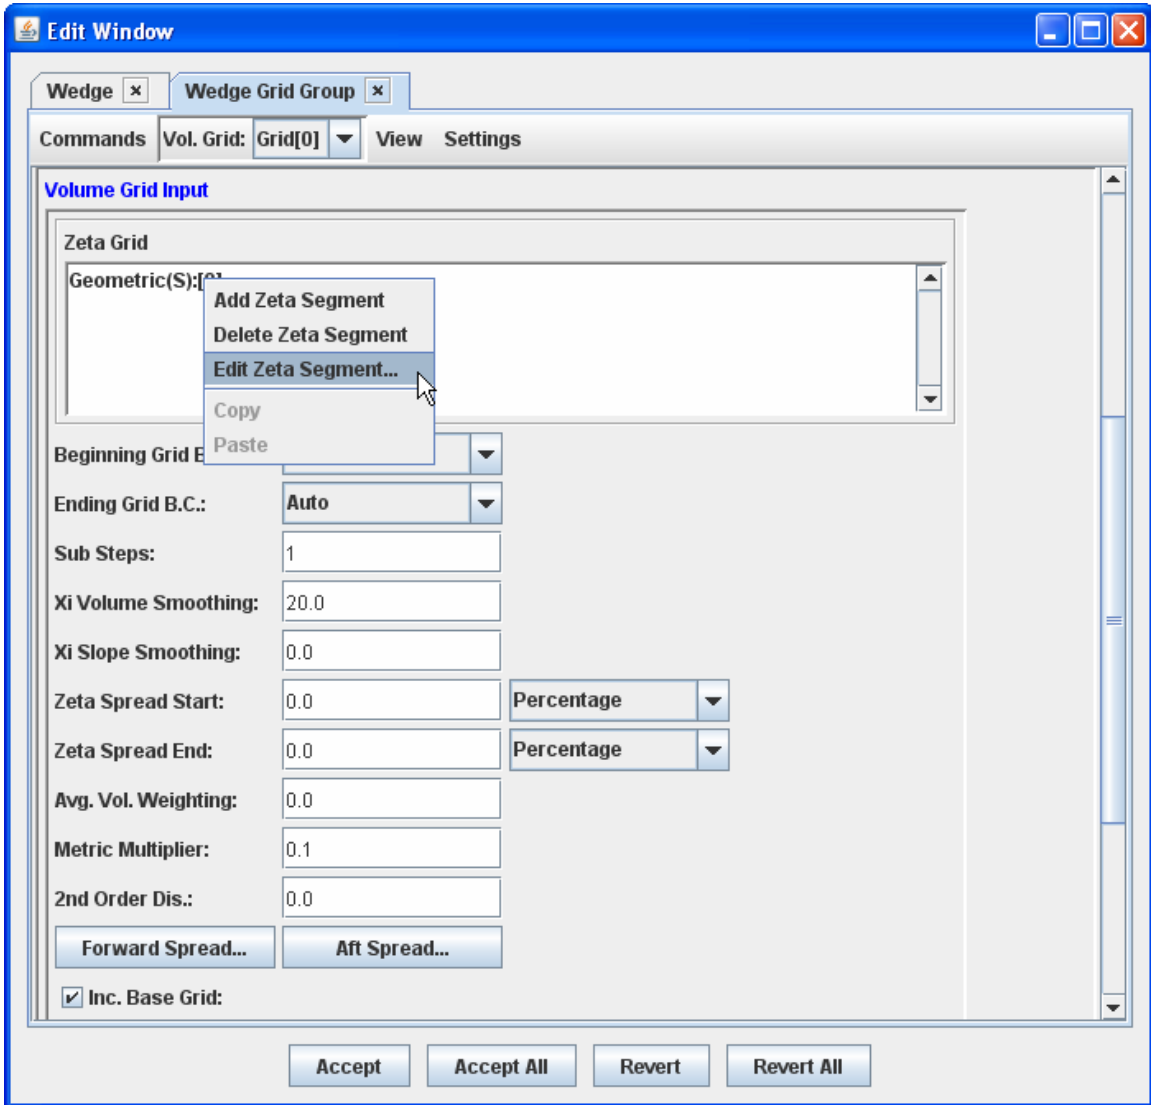 Edit Window
Wedge
Wedge Grid Group
Commands Vol. Grid: Grid[0] View Settings
Volume Grid Input
Zeta Grid
Geometric(S):[0]
Add Zeta Segment
Delete Zeta Segment
Edit Zeta Segment...
Copy
Paste
Beginning Grid
Ending Grid B.C.: Auto
Sub Steps: 1
Xi Volume Smoothing: 20.0
Xi Slope Smoothing: 0.0
Zeta Spread Start: 0.0 Percentage
Zeta Spread End: 0.0 Percentage
Avg. Vol. Weighting: 0.0
Metric Multiplier: 0.1
2nd Order Dis.: 0.0
Forward Spread... Aft Spread...
Inc. Base Grid:
Accept Accept All Revert Revert All